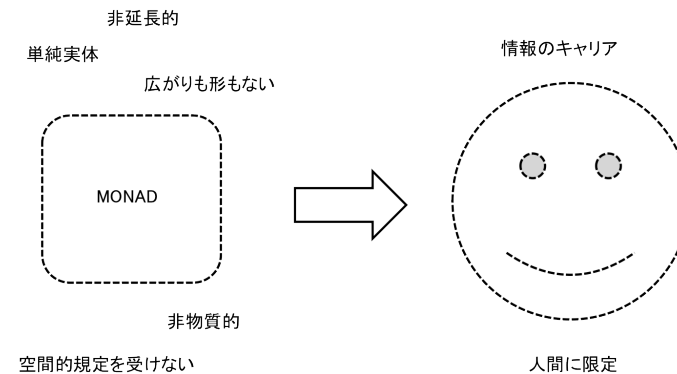 非延長的
単純実体
広がりも形もない
MONAD
非物質的
空間的規定を受けない
情報のキャリア
人間に限定